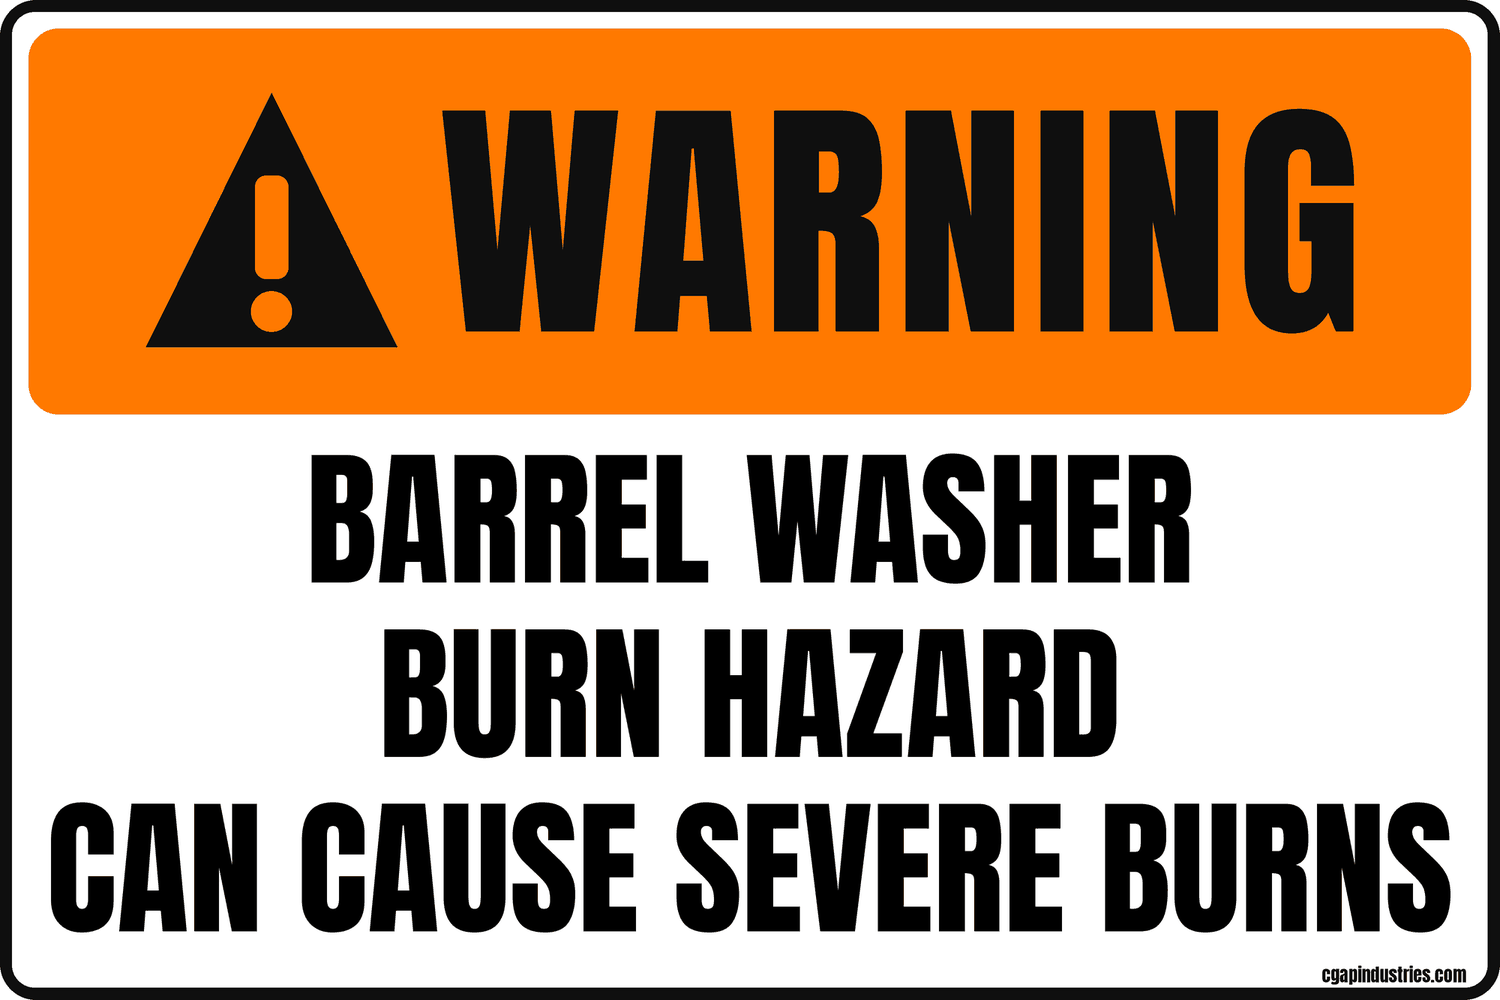 WARNING
BARREL WASHER
BURN HAZARD
CAN CAUSE SEVERE BURNS
cgapindustries.com